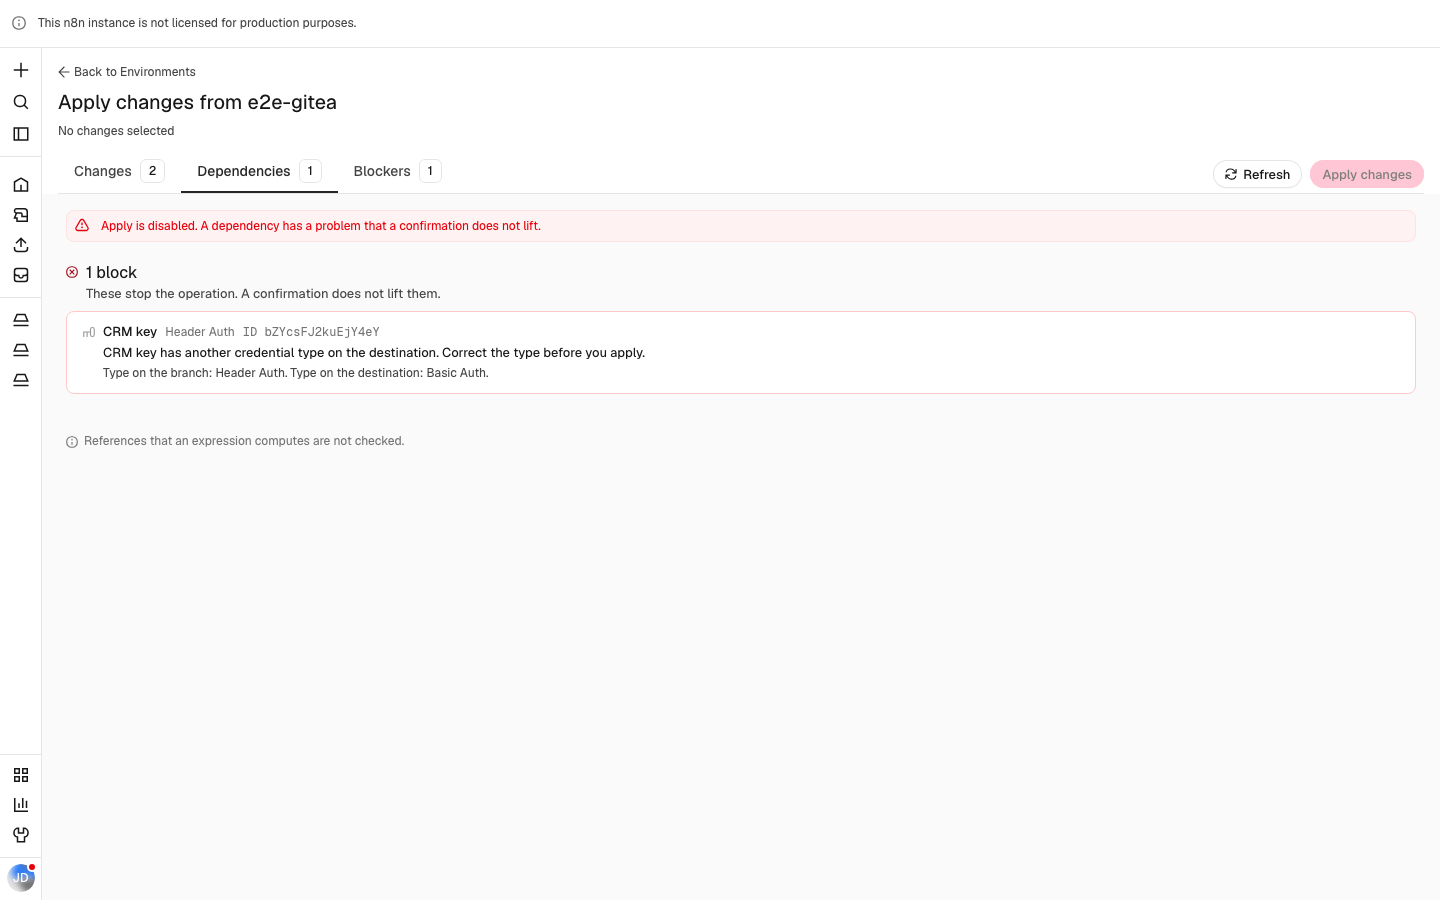 This n8n instance is not licensed for production purposes.
Back to Environments
Apply changes from e2e-gitea
No changes selected
Changes 2 Dependencies 1 Blockers 1 Refresh Apply changes
Apply is disabled. A dependency has a problem that a confirmation does not lift.
1 block
These stop the operation. A confirmation does not lift them.
CRM key Header Auth ID bZYcsFJ2kuEjY4eY
CRM key has another credential type on the destination. Correct the type before you apply.
Type on the branch: Header Auth. Type on the destination: Basic Auth.
References that an expression computes are not checked.
JD